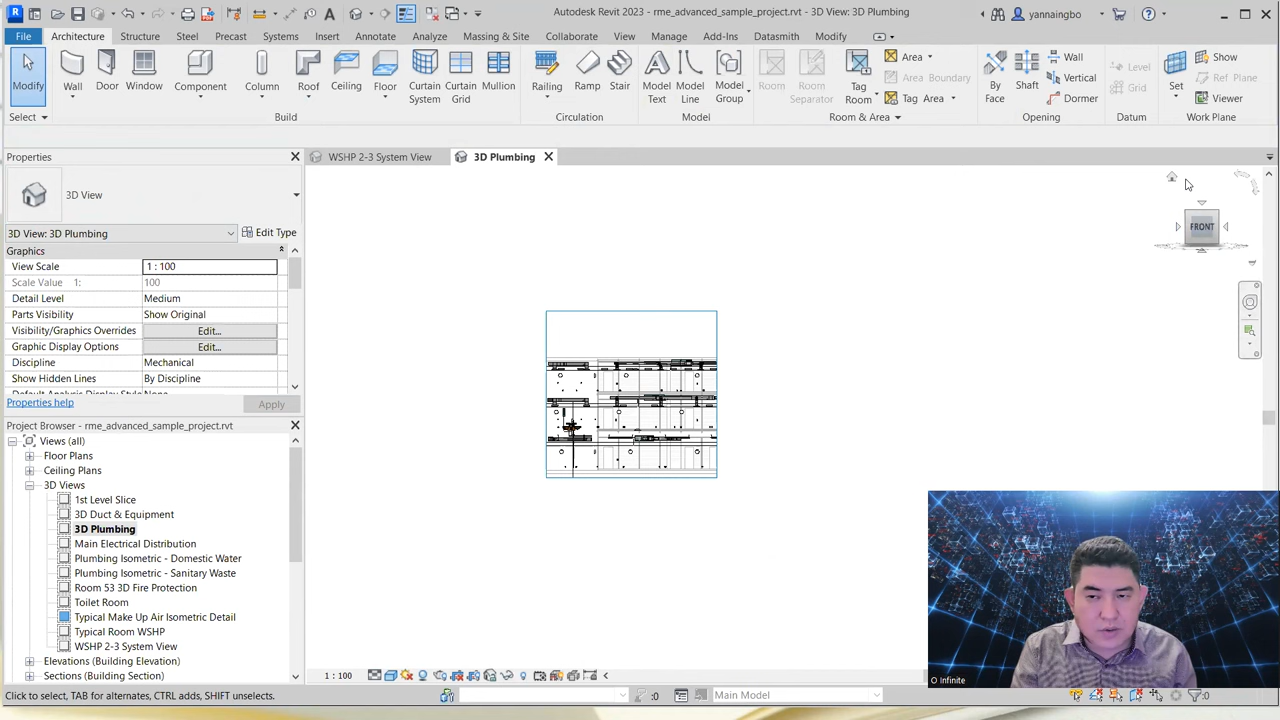 Autodesk Revit 2023 - rme_advanced_sample_project.rvt - 3D View: 3D Plumbing
yannaingbo
File Architecture Structure Steel Precast Systems Insert Annotate Analyze Massing & Site Collaborate View Manage Add-Ins Datasmith Modify
Modify Wall Door Window Component Column Roof Ceiling Floor Curtain System Curtain Grid Mullion Railing Ramp Stair Model Text Model Line Model Group Room Room Separator Tag Room
Area
Area Boundary
Tag Area
By Face Shaft
Wall
Vertical
Dormer
Level
Grid
Set
Show
Ref Plane
Viewer
Select Build Circulation Model Room & Area Opening Datum Work Plane
Properties
3D View
3D View: 3D Plumbing Edit Type
Graphics
View Scale 1 : 100
Scale Value 1: 100
Detail Level Medium
Parts Visibility Show Original
Visibility/Graphics Overrides Edit...
Graphic Display Options Edit...
Discipline Mechanical
Show Hidden Lines By Discipline
Properties help Apply
Project Browser - rme_advanced_sample_project.rvt
Views (all)
Floor Plans
Ceiling Plans
3D Views
1st Level Slice
3D Duct & Equipment
3D Plumbing
Main Electrical Distribution
Plumbing Isometric - Domestic Water
Plumbing Isometric - Sanitary Waste
Room 53 3D Fire Protection
Toilet Room
Typical Make Up Air Isometric Detail
Typical Room WSHP
WSHP 2-3 System View
Elevations (Building Elevation)
Sections (Building Section)
WSHP 2-3 System View 3D Plumbing
FRONT
O Infinite
1 : 100
Click to select, TAB for alternates, CTRL adds, SHIFT unselects.
:0 Main Model :0